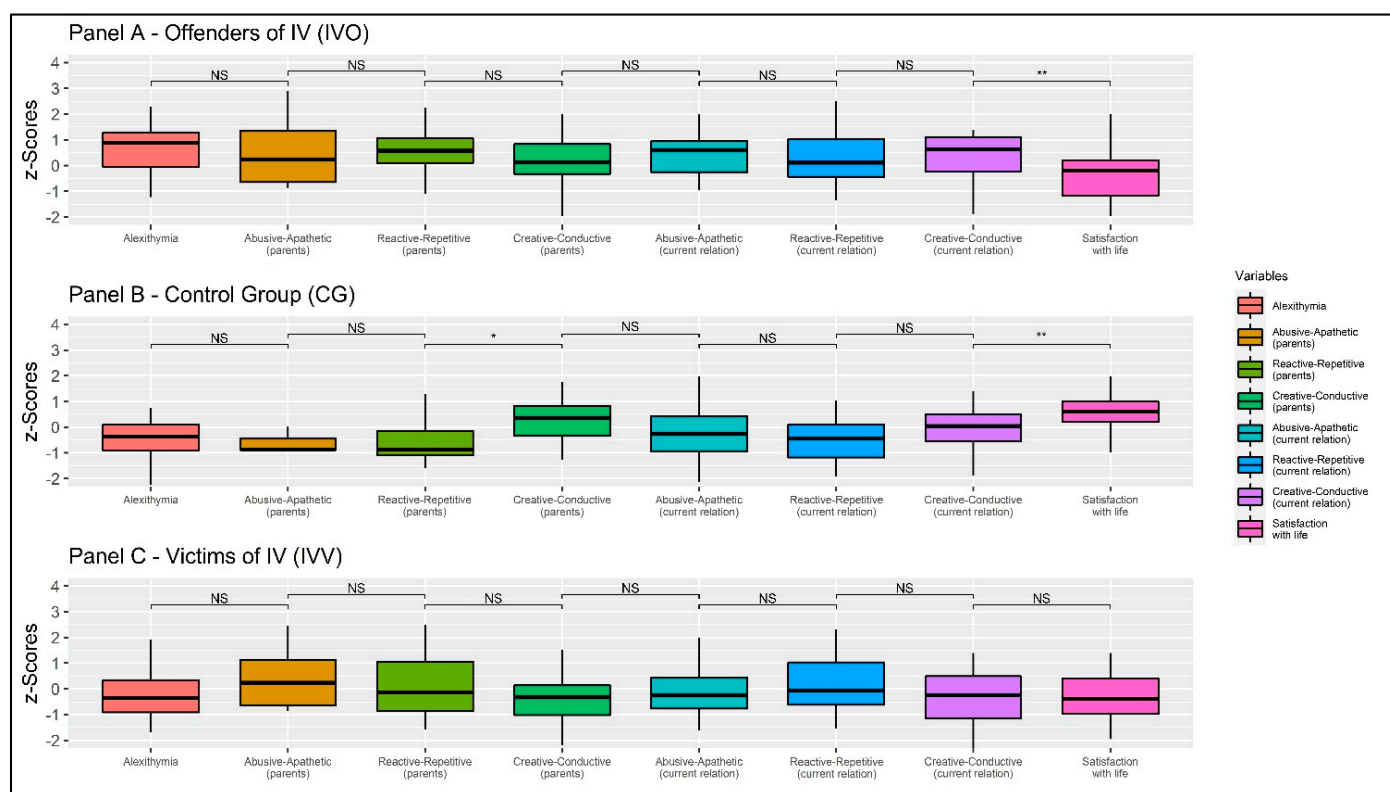 Panel A - Offenders of IV (IVO)
z-Scores
4
3
2
1
0
-1
-2
NS
NS
NS
NS
NS
NS
**
Alexithymia
Abusive-Apathetic
(parents)
Reactive-Repetitive
(parents)
Creative-Conductive
(parents)
Abusive-Apathetic
(current relation)
Reactive-Repetitive
(current relation)
Creative-Conductive
(current relation)
Satisfaction
with life
Panel B - Control Group (CG)
z-Scores
4
3
2
1
0
-1
-2
NS
NS
*
NS
NS
NS
**
Alexithymia
Abusive-Apathetic
(parents)
Reactive-Repetitive
(parents)
Creative-Conductive
(parents)
Abusive-Apathetic
(current relation)
Reactive-Repetitive
(current relation)
Creative-Conductive
(current relation)
Satisfaction
with life
Panel C - Victims of IV (IVV)
z-Scores
4
3
2
1
0
-1
-2
NS
NS
NS
NS
NS
NS
NS
Alexithymia
Abusive-Apathetic
(parents)
Reactive-Repetitive
(parents)
Creative-Conductive
(parents)
Abusive-Apathetic
(current relation)
Reactive-Repetitive
(current relation)
Creative-Conductive
(current relation)
Satisfaction
with life
Variables
Alexithymia
Abusive-Apathetic
(parents)
Reactive-Repetitive
(parents)
Creative-Conductive
(parents)
Abusive-Apathetic
(current relation)
Reactive-Repetitive
(current relation)
Creative-Conductive
(current relation)
Satisfaction
with life